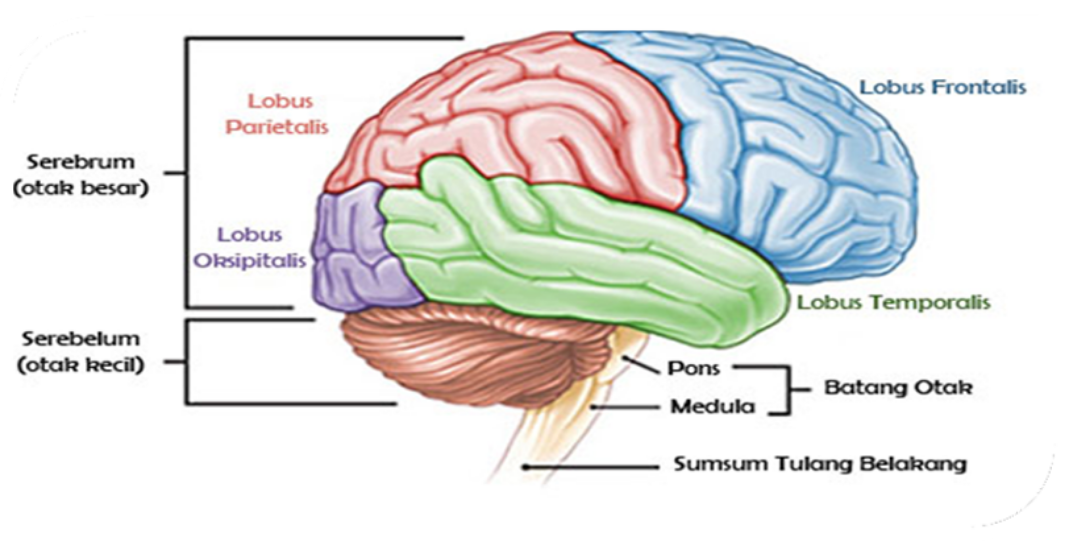 Lobus Frontalis
Lobus
Parietalis
Serebrum
(otak besar)
Lobus
Oksipitalis
Lobus Temporalis
Serebelum
(otak kecil)
Pons
Batang Otak
Medula
Sumsum Tulang Belakang